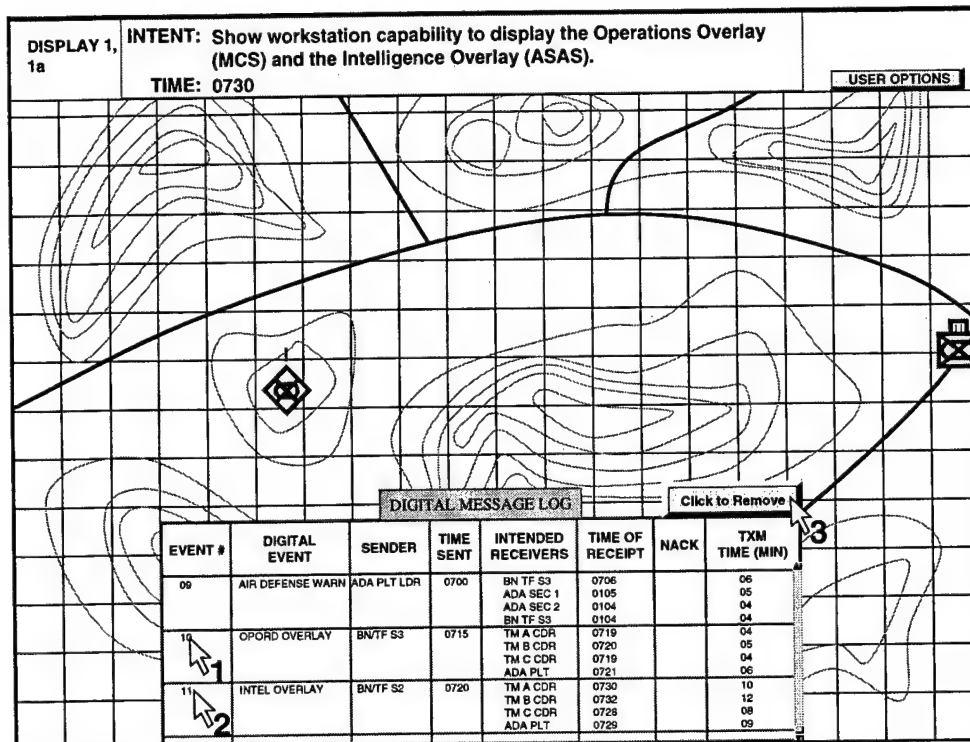 DISPLAY 1,
1a
INTENT: Show workstation capability to display the Operations Overlay
(MCS) and the Intelligence Overlay (ASAS).
TIME: 0730
USER OPTIONS
DIGITAL MESSAGE LOG
Click to Remove
3
EVENT # DIGITAL EVENT SENDER TIME SENT INTENDED RECEIVERS TIME OF RECEIPT NACK TXM TIME (MIN)
09 AIR DEFENSE WARN ADA PLT LDR 0700 BN TF S3 0706 06
ADA SEC 1 0105 05
ADA SEC 2 0104 04
BN TF S3 0104 04
10 OPORD OVERLAY BN/TF S3 0715 TM A CDR 0719 04
TM B CDR 0720 05
TM C CDR 0719 04
ADA PLT 0721 06
1
11 INTEL OVERLAY BN/TF S2 0720 TM A CDR 0730 10
TM B CDR 0732 12
TM C CDR 0728 08
ADA PLT 0729 09
2